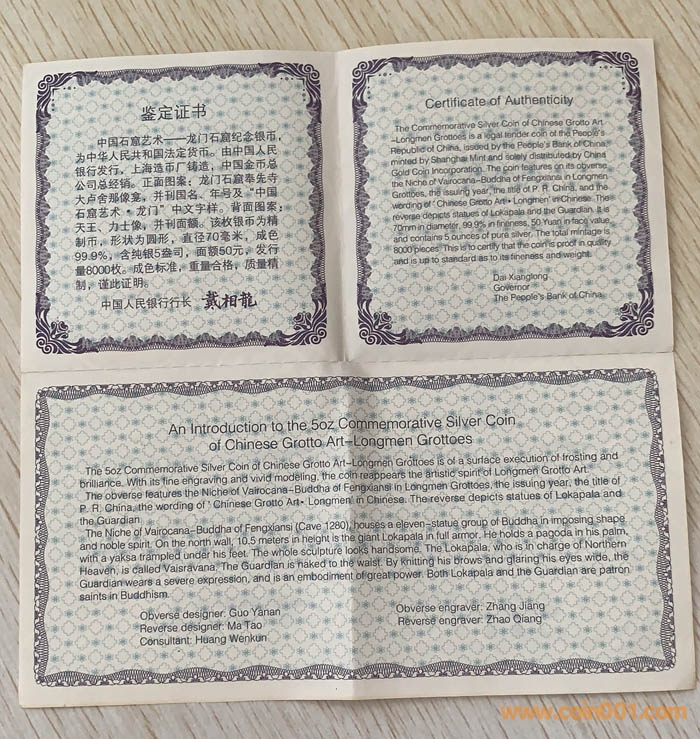 鉴定证书
中国石窟艺术——龙门石窟纪念银币,
为中华人民共和国法定货币。由中国人民
银行发行,上海造币厂铸造,中国金币总
公司总经销。正面图案:龙门石窟奉先寺
大卢舍那像龛,并刊国名、年号及“中国
石窟艺术·龙门”中文字样。背面图案:
天王、力士像,并刊面额。该枚银币为精
制币,形状为圆形,直径70毫米,成色
99.9%,含纯银5盎司,面额50元,发行
量8000枚。成色标准,重量合格,质量精
制,谨此证明。
中国人民银行行长 戴相龍
Certificate of Authenticity
The Commemorative Silver Coin of Chinese Grotto Art
-Longmen Grottoes is a legal tender coin of the People's
Republic of China, issued by the People's Bank of China,
minted by Shanghai Mint and solely distributed by China
Gold Coin Incorporation. The coin features on its obverse
the Niche of Vairocana-Buddha of Fengxiansi in Longmen
Grottoes, the issuing year, the title of P. R. China, and the
wording of ' Chinese Grotto Art• Longmen' in Chinese. The
reverse depicts statues of Lokapala and the Guardian. It is
70mm in diameter, 99.9% in fineness, 50 Yuan in face value,
and contains 5 ounces of pure silver. The total mintage is
8000 pieces. This is to certify that the coin is proof in quality
and is up to standard as to its fineness and weight.
Dai Xianglong
Governor
The People's Bank of China
An Introduction to the 5oz Commemorative Silver Coin
of Chinese Grotto Art-Longmen Grottoes
The 5oz Commemorative Silver Coin of Chinese Grotto Art-Longmen Grottoes is of a surface execution of frosting and
brilliance. With its fine engraving and vivid modeling, the coin reappears the artistic spirit of Longmen Grotto Art.
The obverse features the Niche of Vairocana-Buddha of Fengxiansi in Longmen Grottoes, the issuing year, the title of
P. R. China, the wording of ' Chinese Grotto Art• Longmen' in Chinese. The reverse depicts statues of Lokapala and
the Guardian.
The Niche of Vairocana-Buddha of Fengxiansi (Cave 1280), houses a eleven-statue group of Buddha in imposing shape
and noble spirit. On the north wall, 10.5 meters in height is the giant Lokapala in full armor. He holds a pagoda in his palm,
with a yaksa trampled under his feet. The whole sculpture looks handsome. The Lokapala, who is in charge of Northern
Heaven, is called Vaisravana. The Guardian is naked to the waist. By knitting his brows and glaring his eyes wide, the
Guardian wears a severe expression, and is an embodiment of great power. Both Lokapala and the Guardian are patron
saints in Buddhism.
Obverse designer: Guo Yanan
Reverse designer: Ma Tao
Consultant: Huang Wenkun
Obverse engraver: Zhang Jiang
Reverse engraver: Zhao Qiang
www.cun001.com